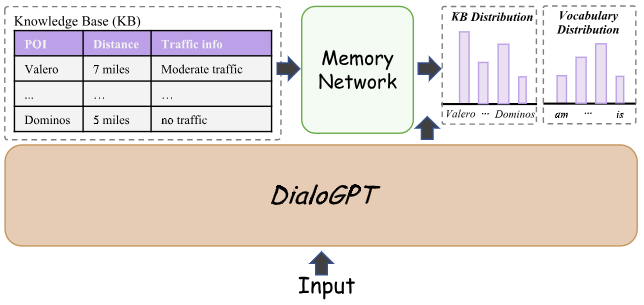 Knowledge Base (KB)
POI Distance Traffic info
Valero 7 miles Moderate traffic
... ... ...
Dominos 5 miles no traffic
Memory
Network
KB Distribution
Valero ... Dominos
Vocabulary
Distribution
am ... is
DialoGPT
Input